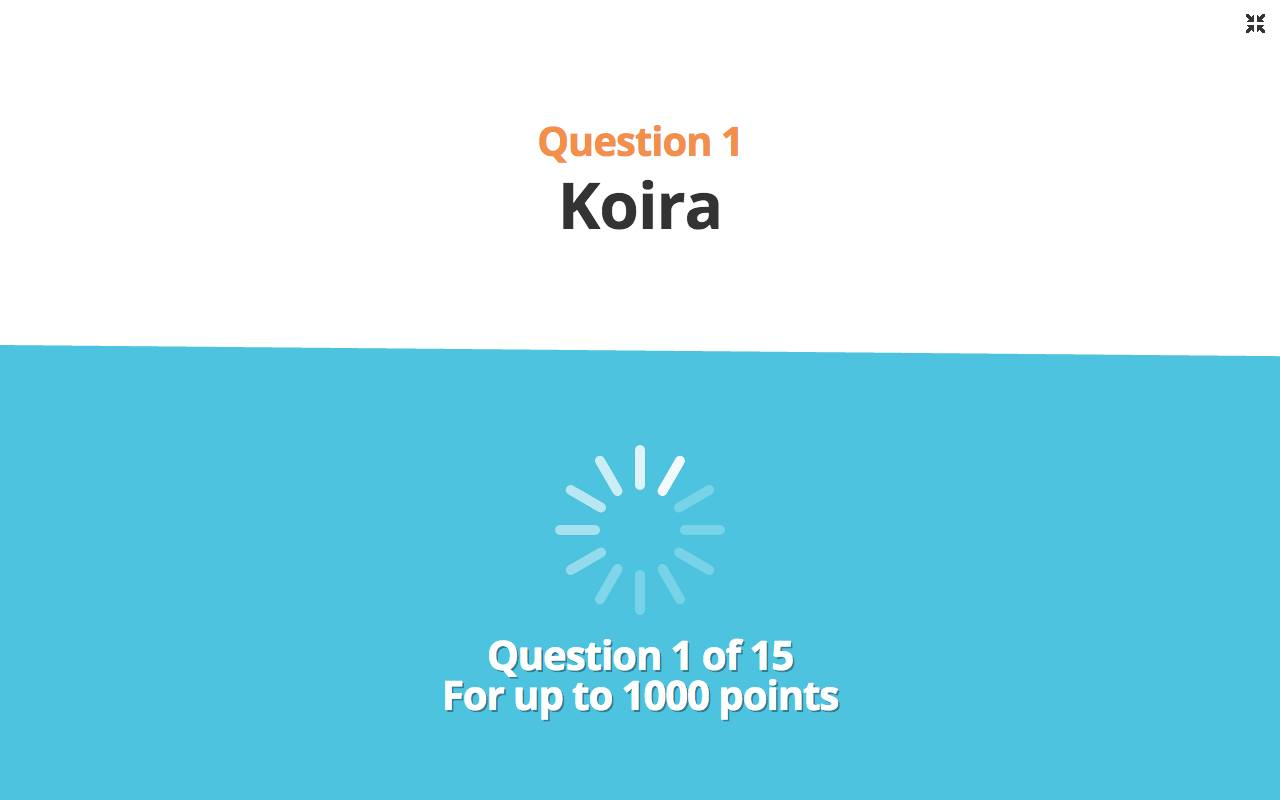 Question 1
Koira
Question 1 of 15
For up to 1000 points